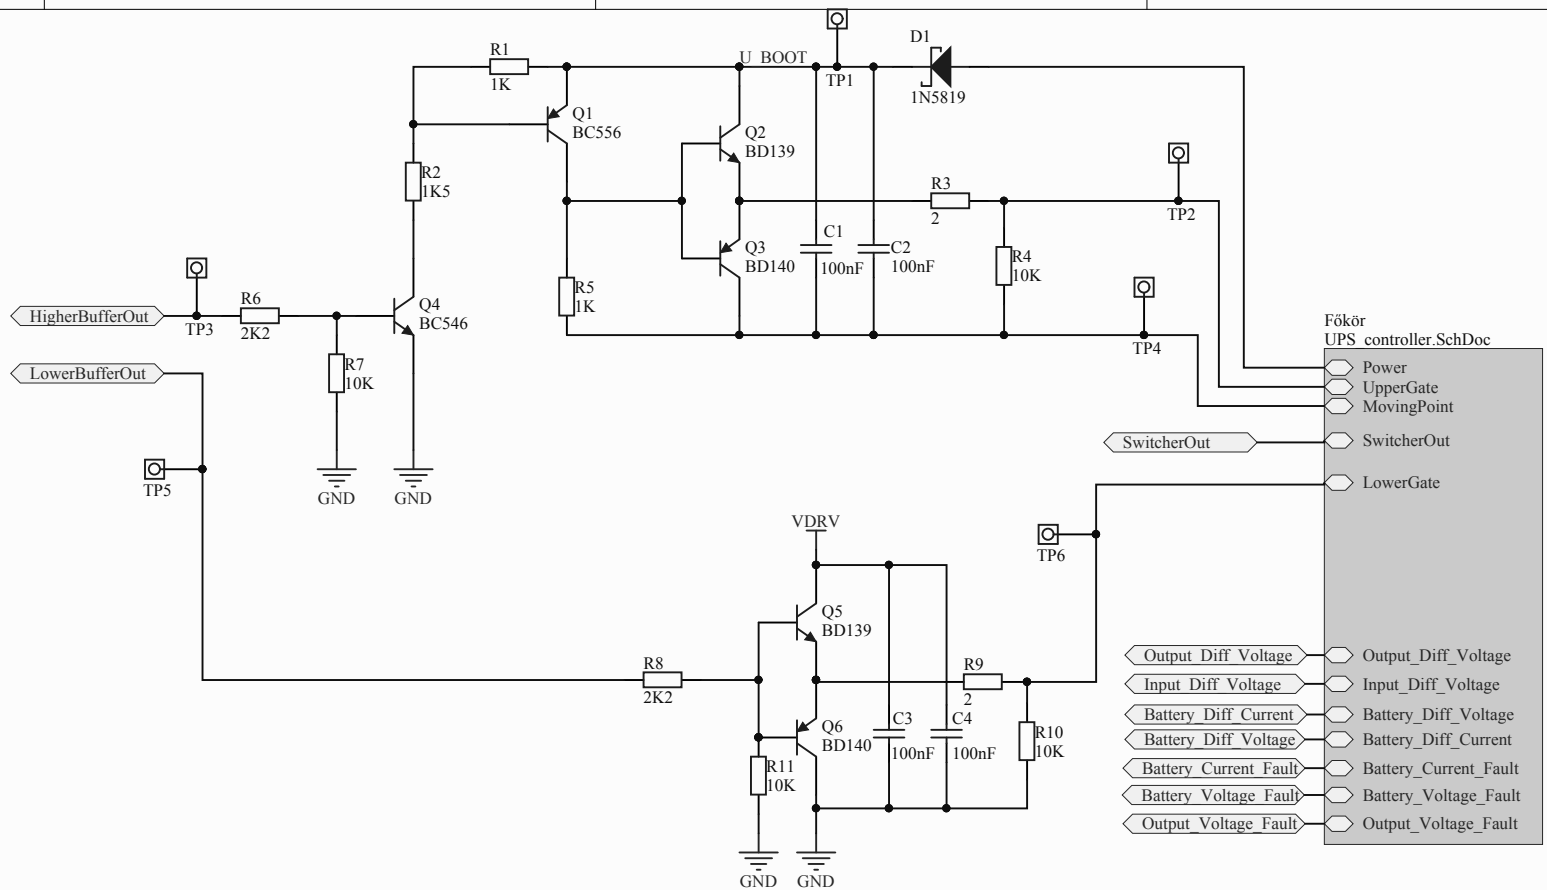 R1
1K
U_BOOT
TP1
D1
1N5819
Q1
BC556
Q2
BD139
R2
1K5
R3
2
TP2
Q3
BD140
C1
100nF
C2
100nF
R4
10K
R5
1K
TP4
HigherBufferOut
TP3
R6
2K2
Q4
BC546
R7
10K
LowerBufferOut
TP5
GND
GND
Főkör
UPS_controller.SchDoc
Power
UpperGate
MovingPoint
SwitcherOut
SwitcherOut
LowerGate
VDRV
TP6
Q5
BD139
R8
2K2
R9
2
Q6
BD140
C3
100nF
C4
100nF
R10
10K
R11
10K
GND
GND
Output_Diff_Voltage
Output_Diff_Voltage
Input_Diff_Voltage
Input_Diff_Voltage
Battery_Diff_Current
Battery_Diff_Voltage
Battery_Diff_Voltage
Battery_Diff_Current
Battery_Current_Fault
Battery_Current_Fault
Battery_Voltage_Fault
Battery_Voltage_Fault
Output_Voltage_Fault
Output_Voltage_Fault